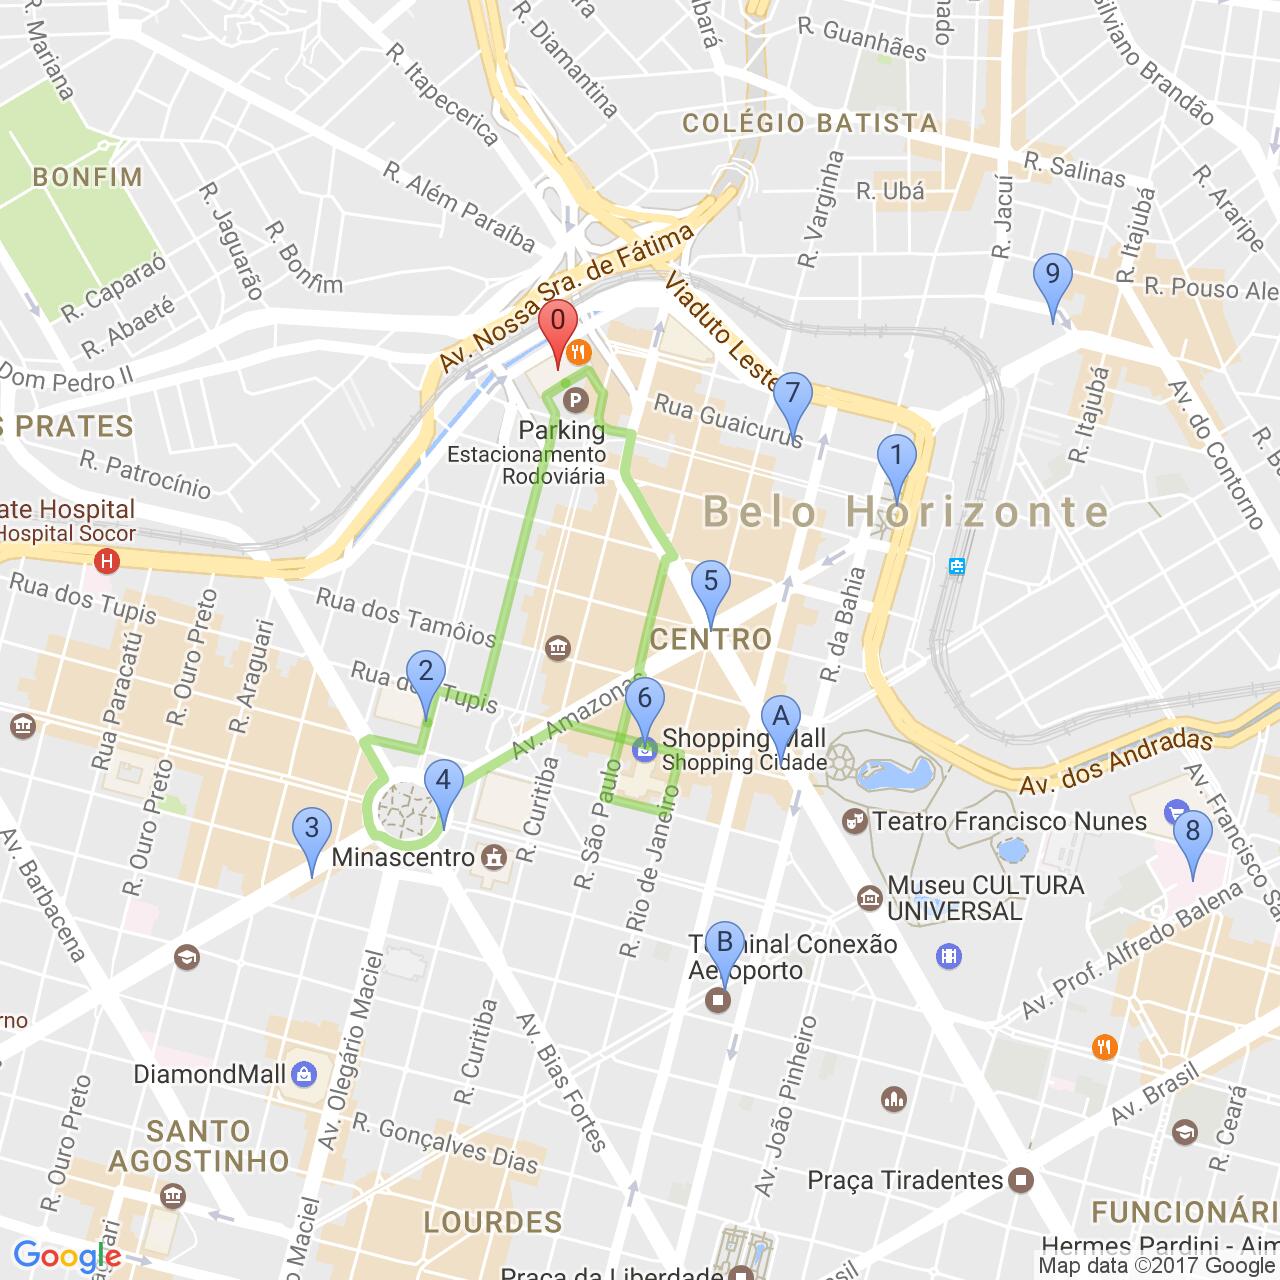 R. Mariana
R. Itapecerica
R. Diamantina
R. Guanhães
Silviano Brandão
COLÉGIO BATISTA
R. Salinas
R. Araripe
BONFIM
R. Além Paraíba
R. Jaguarão
R. Bonfim
R. Varginha
R. Ubá
R. Jacuí
R. Itajubá
R. Caparaó
R. Abaeté
Av. Nossa Sra. de Fátima
Viaduto Leste
9
R. Pouso Ale
0
Dom Pedro II
7
PRATES
R. Patrocínio
P
Parking
Estacionamento
Rodoviária
Rua Guaicurus
R. Itajubá
Av. do Contorno
1
ate Hospital
Hospital Socor
H
Belo Horizonte
Rua dos Tupis
R. Ouro Preto
Rua dos Tamôios
5
CENTRO
R. da Bahia
Rua Paracatú
R. Araguari
2
Rua dos Tupis
Av. Amazonas
6
Shopping Mall
Shopping Cidade
A
Av. dos Andradas
Av. Francisco Sa
4
R. Curitiba
R. São Paulo
R. Rio de Janeiro
3
Minascentro
R. Ouro Preto
Av. Barbacena
Teatro Francisco Nunes
8
Museu CULTURA
UNIVERSAL
B
Terminal Conexão
Aeroporto
Av. Prof. Alfredo Balena
rno
Av. Olegário Maciel
R. Curitiba
Av. Bias Fortes
Av. João Pinheiro
DiamondMall
R. Gonçalves Dias
Av. Brasil
R. Ceará
R. Ouro Preto
SANTO
AGOSTINHO
Praça Tiradentes
LOURDES
FUNCIONÁRI
Maciel
Hermes Pardini - Aim
Google
Praça da Liberdade
Map data ©2017 Google